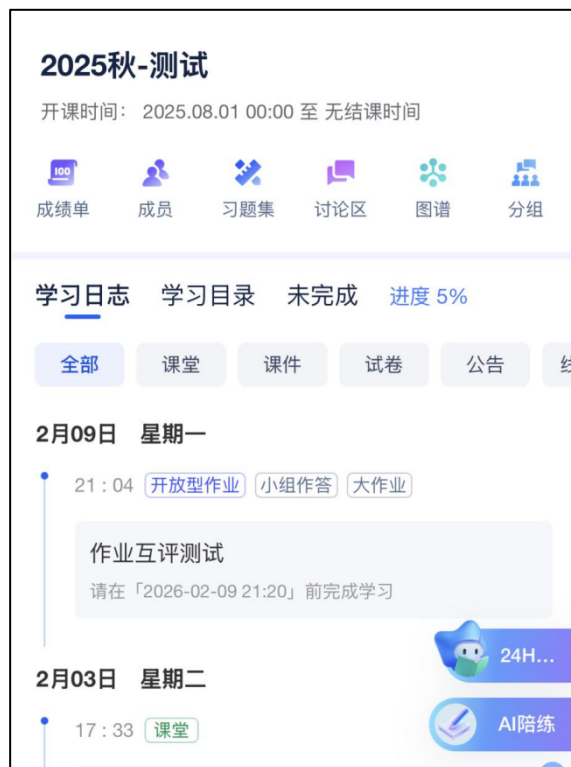 2025秋-测试
开课时间： 2025.08.01 00:00 至 无结课时间
100
成绩单 成员 习题集 讨论区 图谱 分组
学习日志 学习目录 未完成 进度 5%
全部 课堂 课件 试卷 公告
2月09日 星期一
21 : 04 开放型作业 小组作答 大作业
作业互评测试
请在「2026-02-09 21:20」前完成学习
24H...
2月03日 星期二
AI陪练
17 : 33 课堂